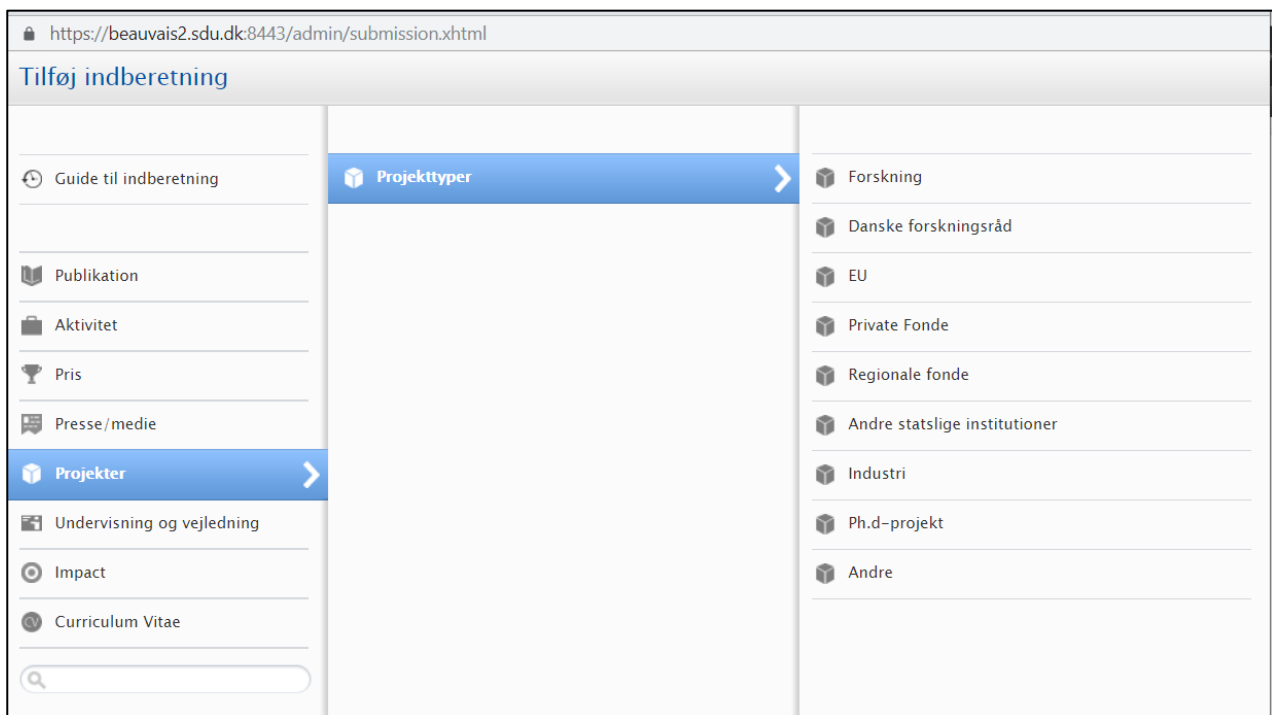 https://beauvais2.sdu.dk:8443/admin/submission.xhtml
Tilføj indberetning
Guide til indberetning
Publikation
Aktivitet
Pris
Presse/medie
Projekter
Undervisning og vejledning
Impact
CV
Curriculum Vitae
Projekttyper
Forskning
Danske forskningsråd
EU
Private Fonde
Regionale fonde
Andre statslige institutioner
Industri
Ph.d-projekt
Andre